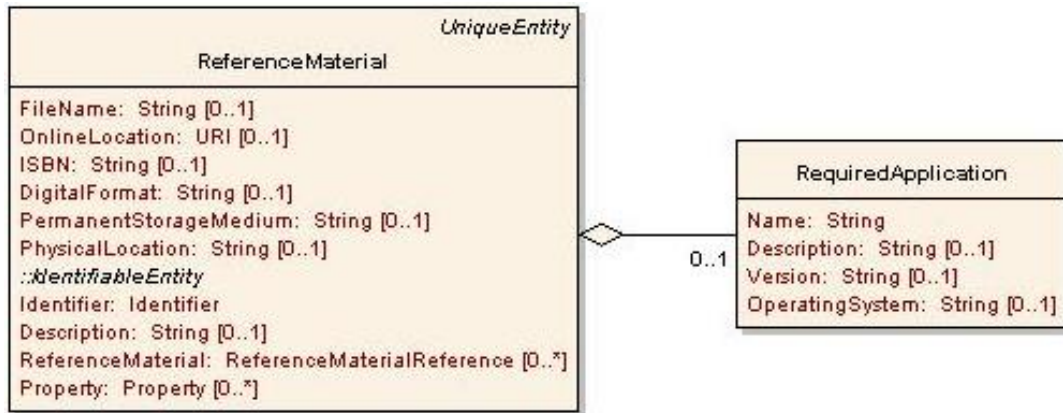 UniqueEntity
ReferenceMaterial
FileName: String [0..1]
OnlineLocation: URI [0..1]
ISBN: String [0..1]
DigitalFormat: String [0..1]
PermanentStorageMedium: String [0..1]
PhysicalLocation: String [0..1]
::IdentifiableEntity
Identifier: Identifier
Description: String [0..1]
ReferenceMaterial: ReferenceMaterialReference [0..*]
Property: Property [0..*]
0..1
RequiredApplication
Name: String
Description: String [0..1]
Version: String [0..1]
OperatingSystem: String [0..1]